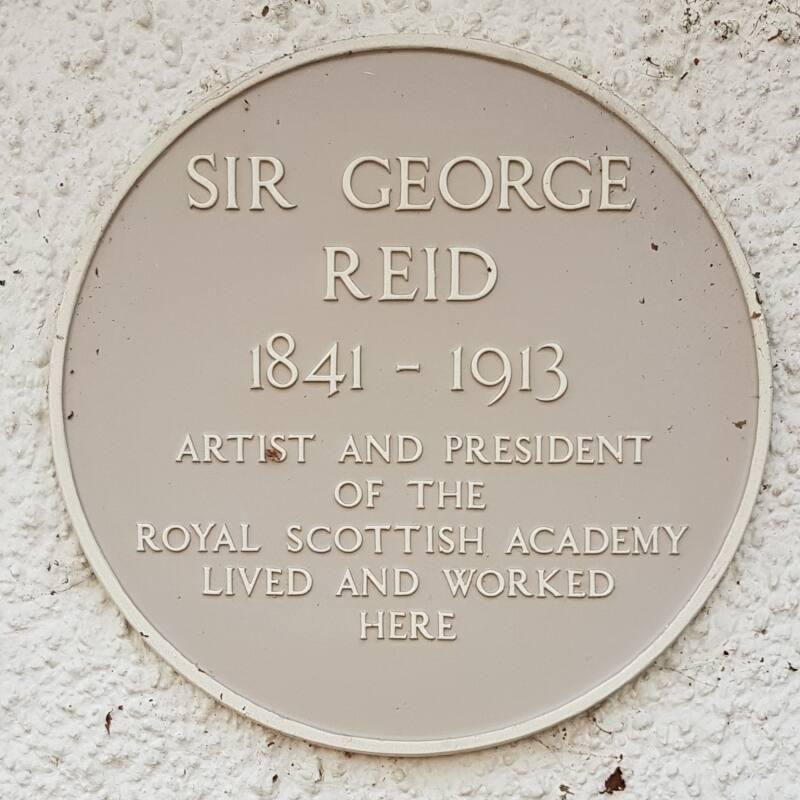 SIR GEORGE
REID
1841 - 1913
ARTIST AND PRESIDENT
OF THE
ROYAL SCOTTISH ACADEMY
LIVED AND WORKED
HERE